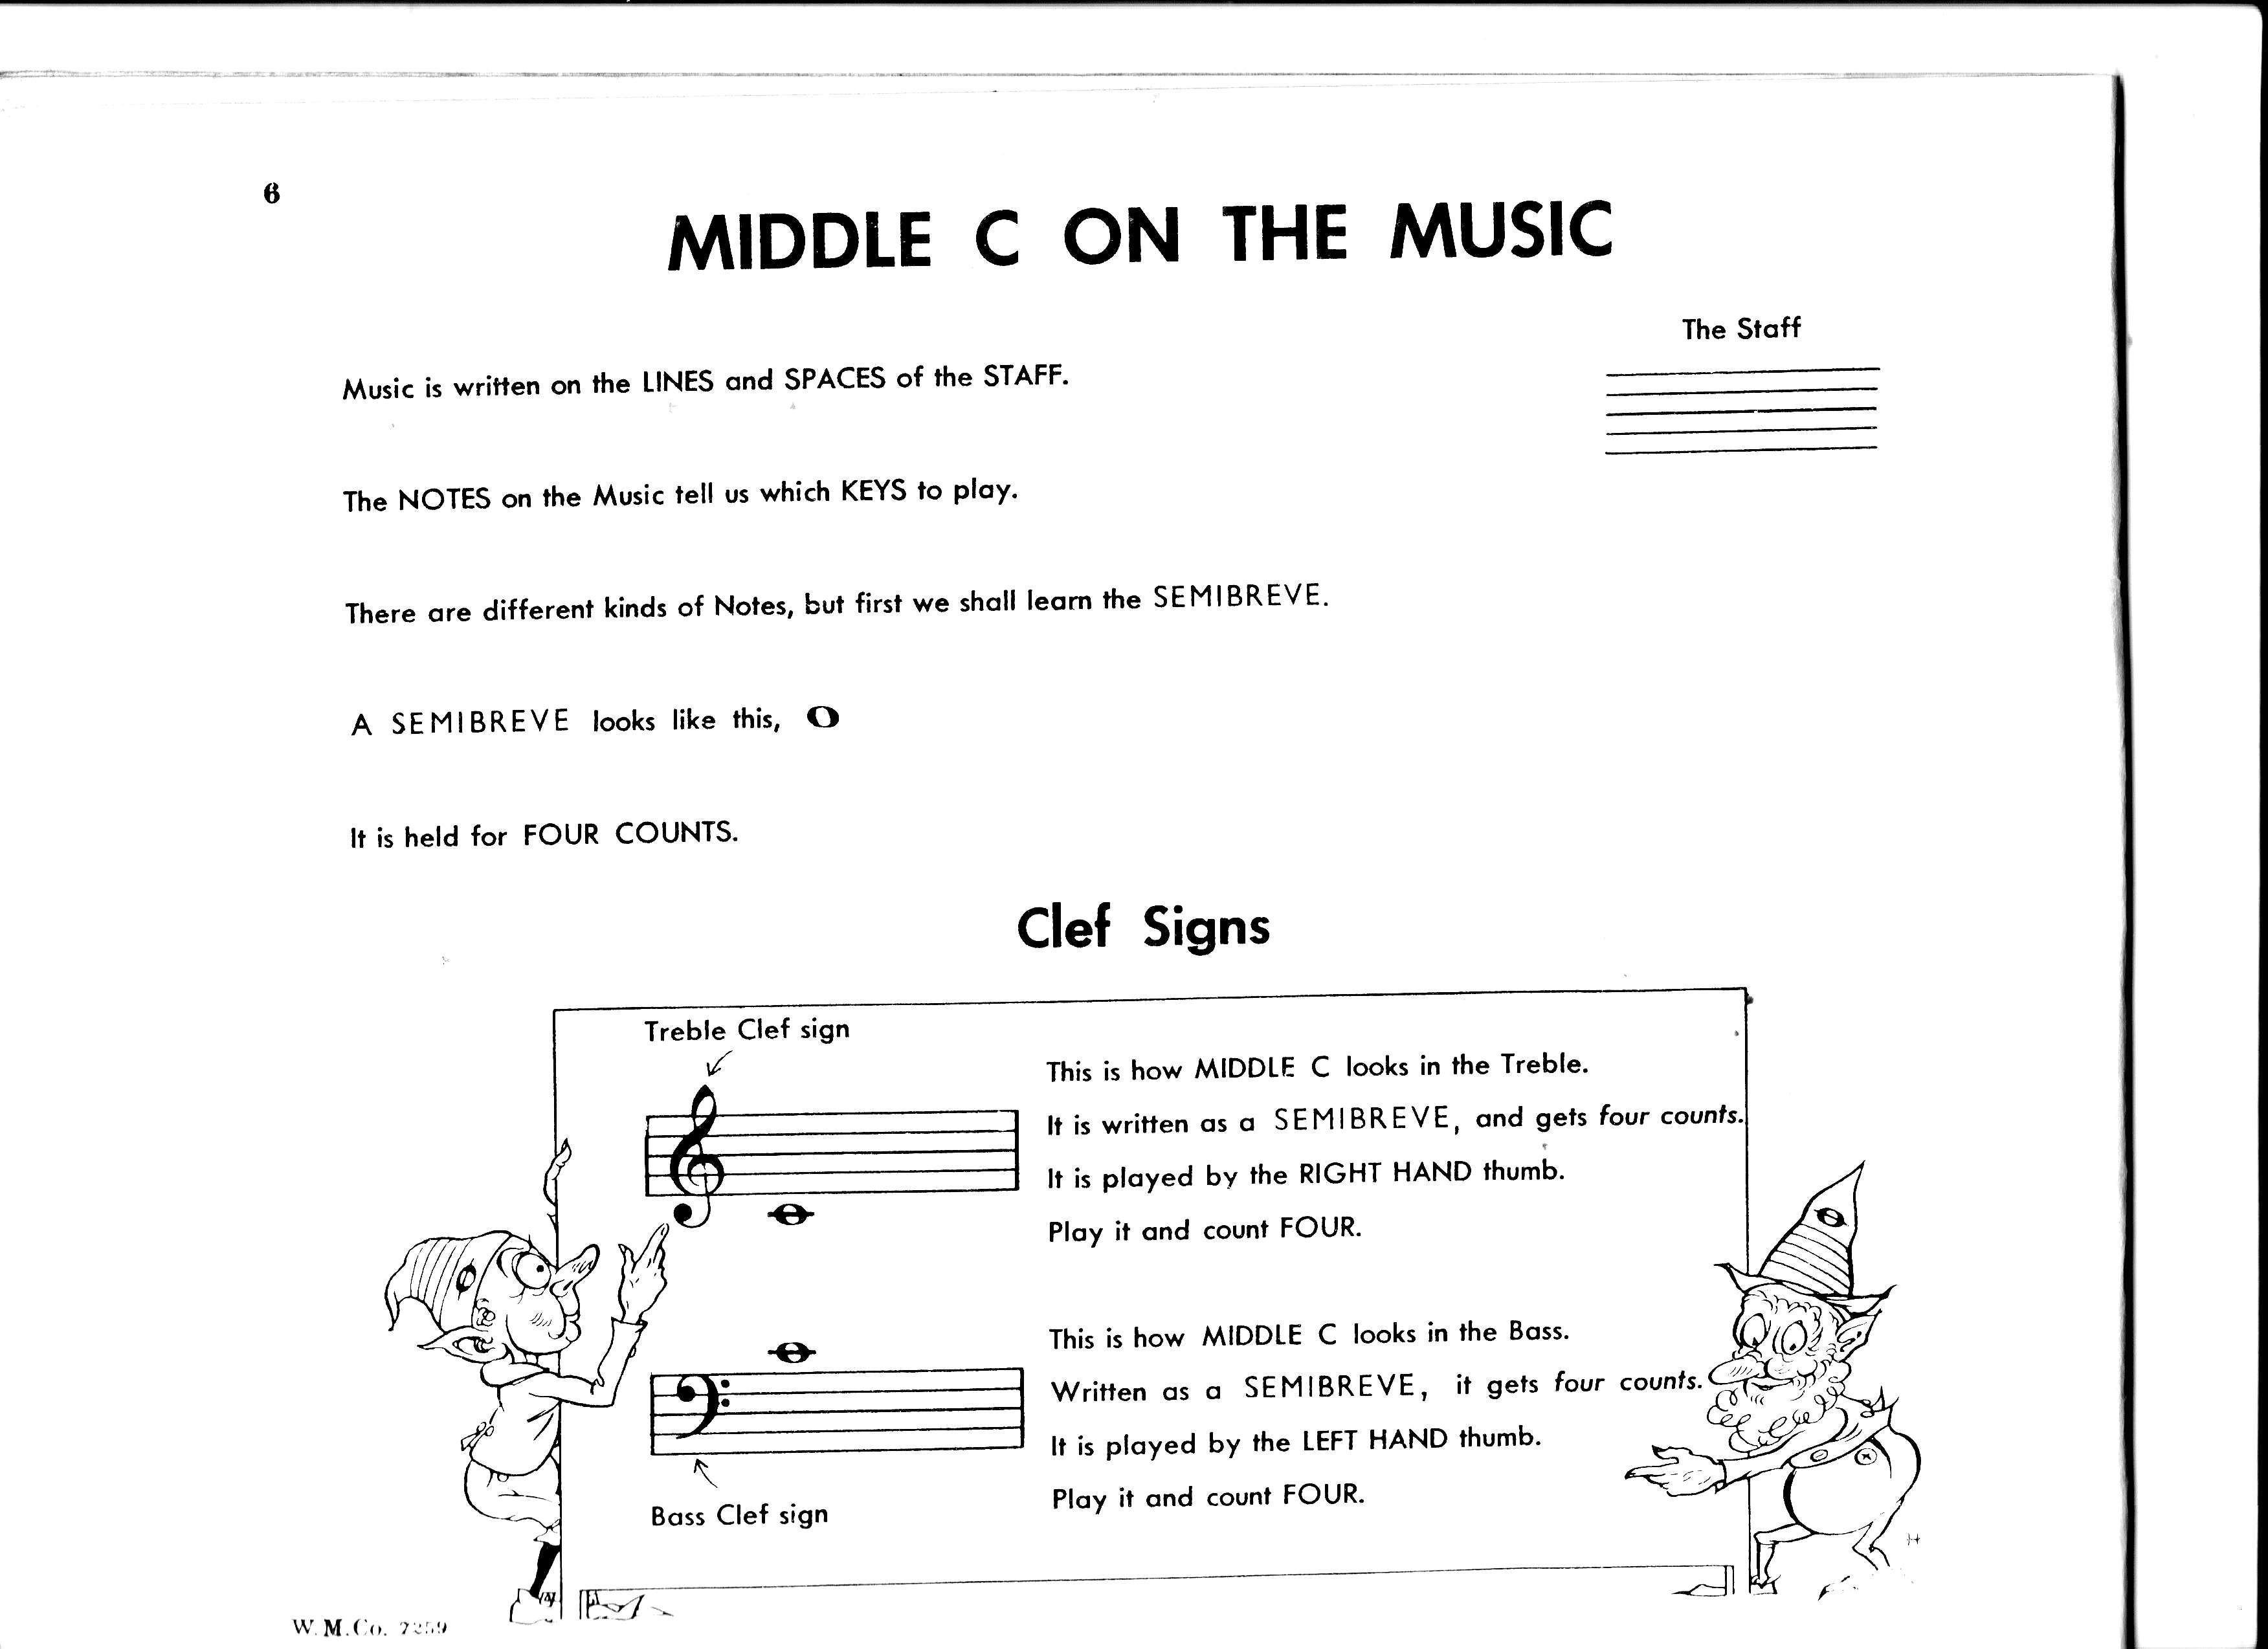 6
MIDDLE C ON THE MUSIC
The Staff
Music is written on the LINES and SPACES of the STAFF.
The NOTES on the Music tell us which KEYS to play.
There are different kinds of Notes, but first we shall learn the SEMIBREVE.
A SEMIBREVE looks like this,
It is held for FOUR COUNTS.
Clef Signs
Treble Clef sign
This is how MIDDLE C looks in the Treble.
It is written as a SEMIBREVE, and gets four counts.
It is played by the RIGHT HAND thumb.
Play it and count FOUR.
This is how MIDDLE C looks in the Bass.
Written as a SEMIBREVE, it gets four counts.
It is played by the LEFT HAND thumb.
Play it and count FOUR.
Bass Clef sign
W. M. Co. 7259